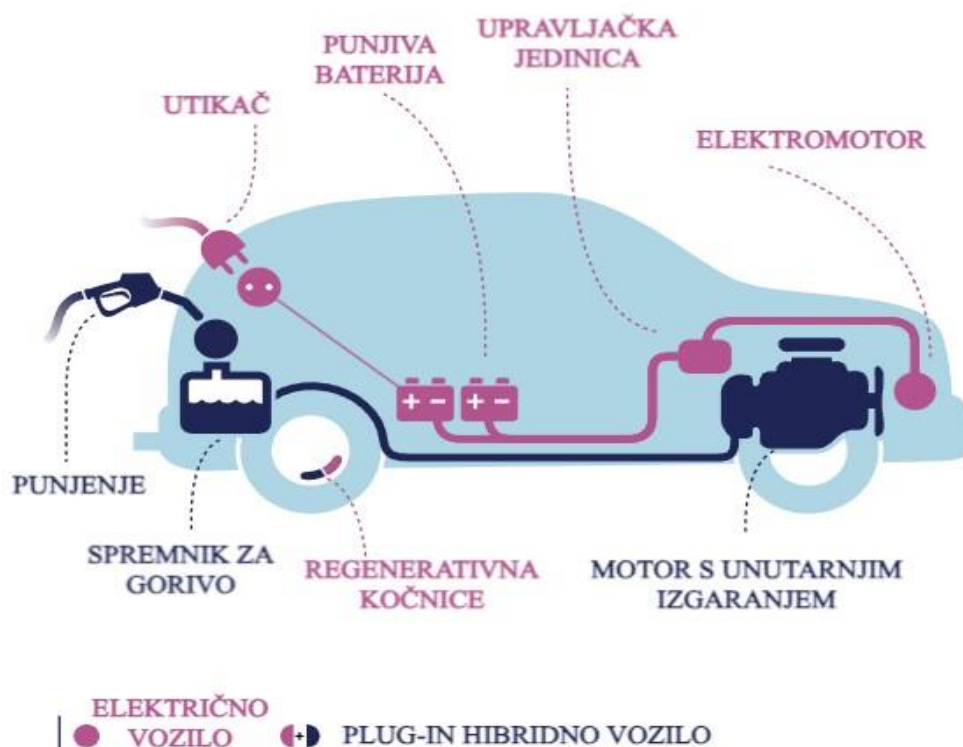 UPRAVLJAČKA
JEDINICA
PUNJIVA
BATERIJA
UTIKAČ
ELEKTROMOTOR
PUNJENJE
SPREMNIK ZA
GORIVO
REGENERATIVNA
KOČNICE
MOTOR S UNUTARNJIM
IZGARANJEM
ELEKTRIČNO
VOZILO
PLUG-IN HIBRIDNO VOZILO